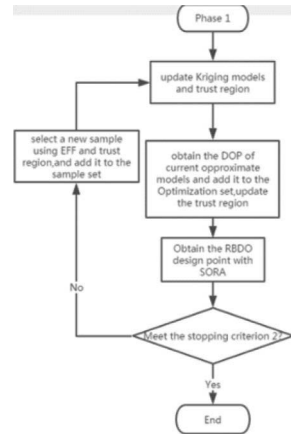 Phase 1
update Kriging models
and trust region
select a new sample
using EFF and trust
region,and add it to the
sample set
obtain the DOP of
current opproximate
models and add it to the
Optimization set,update
the trust region
Obtain the RBDO
design point with
SORA
No
Meet the stopping criterion 2?
Yes
End